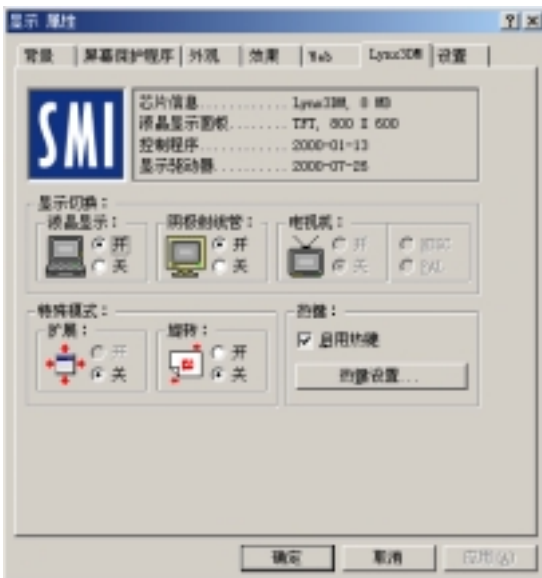 显示 属性
背景 屏幕保护程序 外观 效果 Web Lynx3DM 设置
SMI
芯片信息............ Lynx3DM, 8 MB
液晶显示面板........ TFT, 800 X 600
控制程序............ 2000-01-13
显示驱动器.......... 2000-07-26
显示切换：
液晶显示： 阴极射线管： 电视机：
开 开 开 NTSC
关 关 关 PAL
特殊模式： 热键：
扩展： 旋转：
启用热键
开 开
关 关
热键设置...
确定 取消 应用(A)